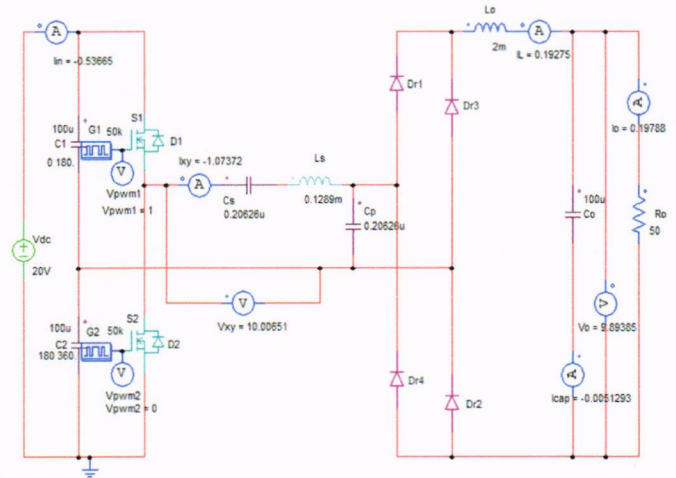 A
Iin = -0.53665
Lo
2m
A
IL = 0.19275
Dr1
Dr3
A
Io = 0.19788
100u
G1
50k
S1
D1
C1
0 180.
V
Vpwm1
Vpwm1 = 1
Ixy = -1.07372
A
Cs
0.20626u
Ls
0.1289m
Cp
0.20626u
100u
Co
Ro
50
Vdc
20V
V
Vxy = 10.00651
V
Vo = 9.89385
100u
G2
50k
S2
D2
C2
180 360.
V
Vpwm2
Vpwm2 = 0
Dr4
Dr2
A
Icap = -0.0051293